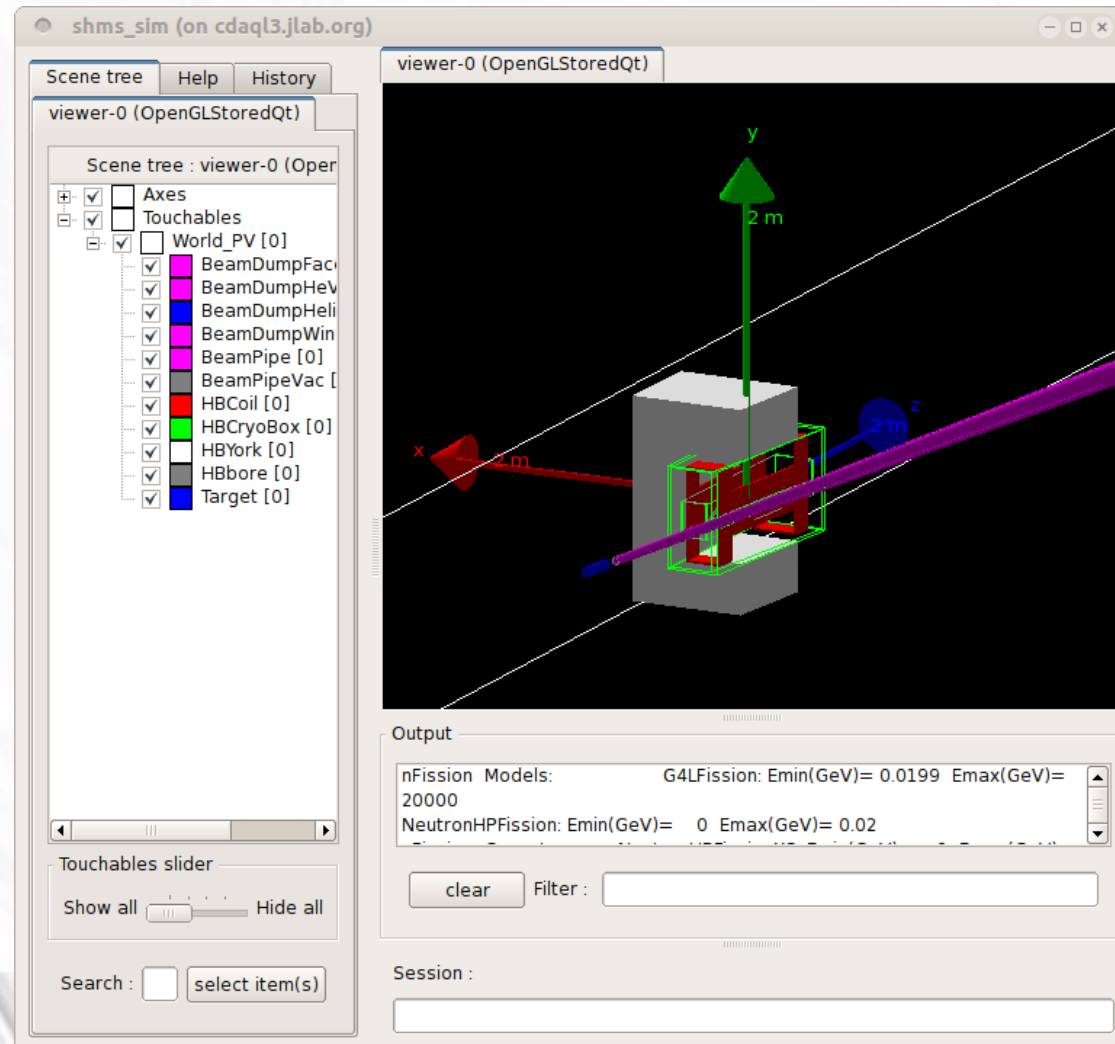 shms_sim (on cdaql3.jlab.org)
Scene tree
Help
History
viewer-0 (OpenGLStoredQt)
Scene tree : viewer-0 (Oper
Axes
Touchables
World_PV [0]
BeamDumpFac
BeamDumpHeV
BeamDumpHeli
BeamDumpWin
BeamPipe [0]
BeamPipeVac [
HBCoil [0]
HBCryoBox [0]
HBYork [0]
HBbore [0]
Target [0]
Touchables slider
Show all
Hide all
Search :
select item(s)
viewer-0 (OpenGLStoredQt)
y
2 m
x
2 m
z
2 m
Output
nFission Models: G4LFission: Emin(GeV)= 0.0199 Emax(GeV)=
20000
NeutronHPFission: Emin(GeV)= 0 Emax(GeV)= 0.02
clear
Filter :
Session :